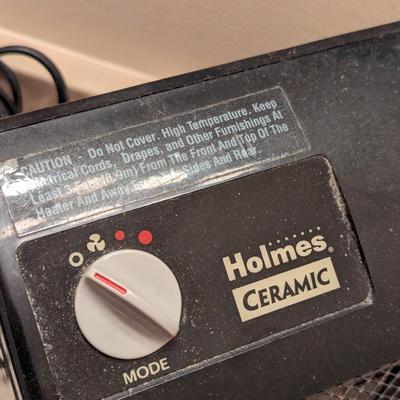 CAUTION - Do Not Cover. High Temperature. Keep
Electrical Cords, Drapes, and Other Furnishings At
Least 3 Feet (0.9m) From The Front And Top Of The
Heater And Away From The Sides And Rear.
Holmes®
CERAMIC
MODE